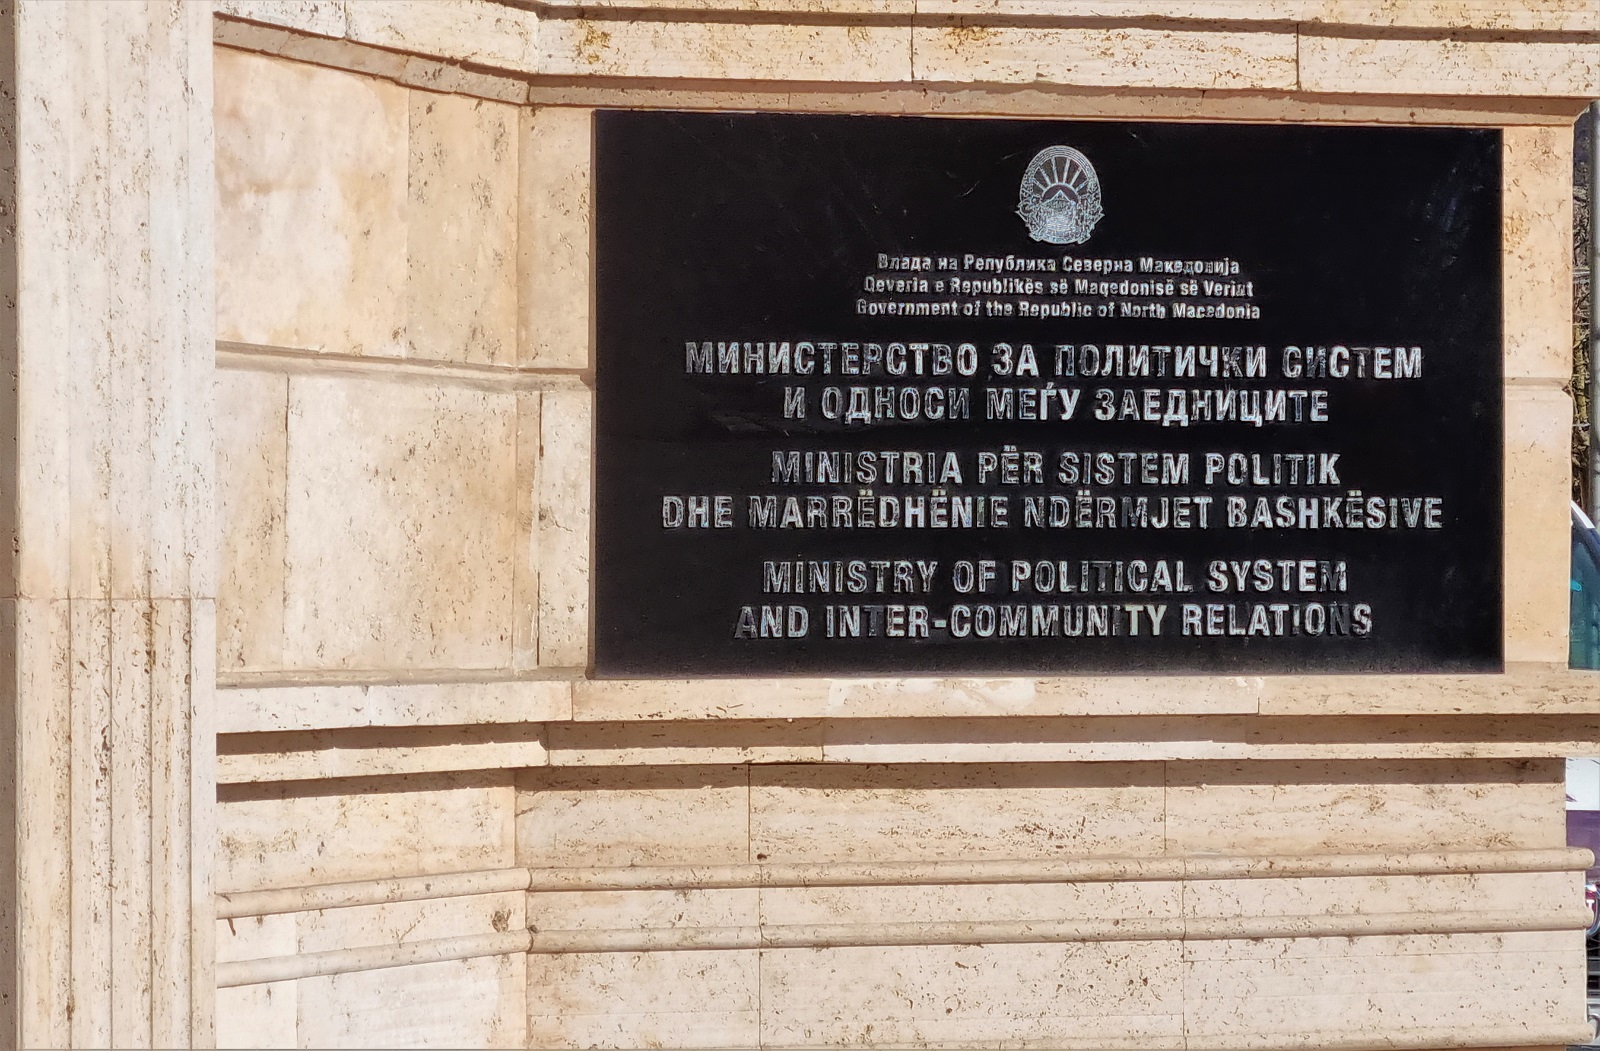 Влада на Република Северна Македонија
Qeveria e Republikës së Maqedonisë së Veriut
Government of the Republic of North Macedonia
МИНИСТЕРСТВО ЗА ПОЛИТИЧКИ СИСТЕМ
И ОДНОСИ МЕЃУ ЗАЕДНИЦИТЕ
MINISTRIA PËR SISTEM POLITIK
DHE MARRËDHËNIE NDËRMJET BASHKËSIVE
MINISTRY OF POLITICAL SYSTEM
AND INTER-COMMUNITY RELATIONS